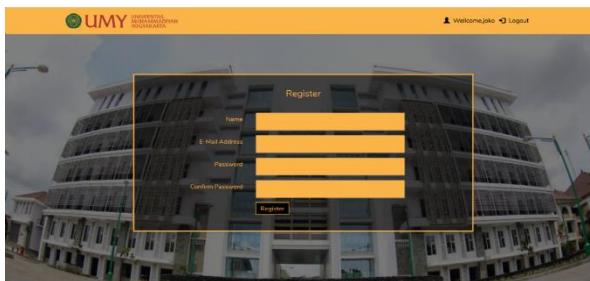 UMY UNIVERSITAS
MUHAMMADIYAH
YOGYAKARTA
Wellcome,joko Logout
Register
Name
E-Mail Address
Password
Confirm Password
Register